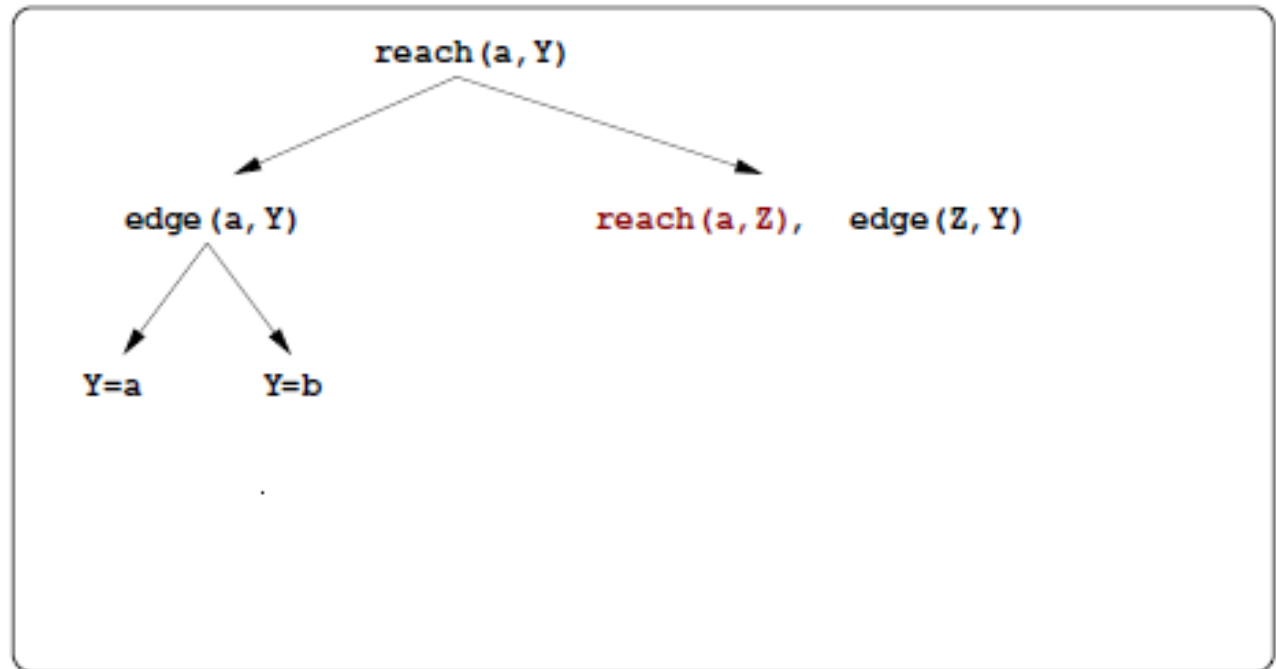 reach(a,Y)
edge(a,Y) reach(a,Z), edge(Z,Y)
Y=a Y=b
.